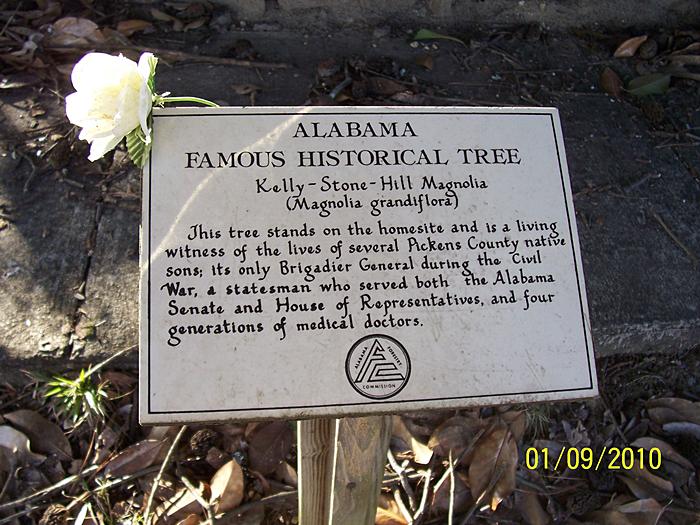 ALABAMA
FAMOUS HISTORICAL TREE
Kelly-Stone-Hill Magnolia
(Magnolia grandiflora)
This tree stands on the homesite and is a living
witness of the lives of several Pickens County native
sons; its only Brigadier General during the Civil
War, a statesman who served both the Alabama
Senate and House of Representatives, and four
generations of medical doctors.
ALABAMA FORESTRY
COMMISSION
01/09/2010